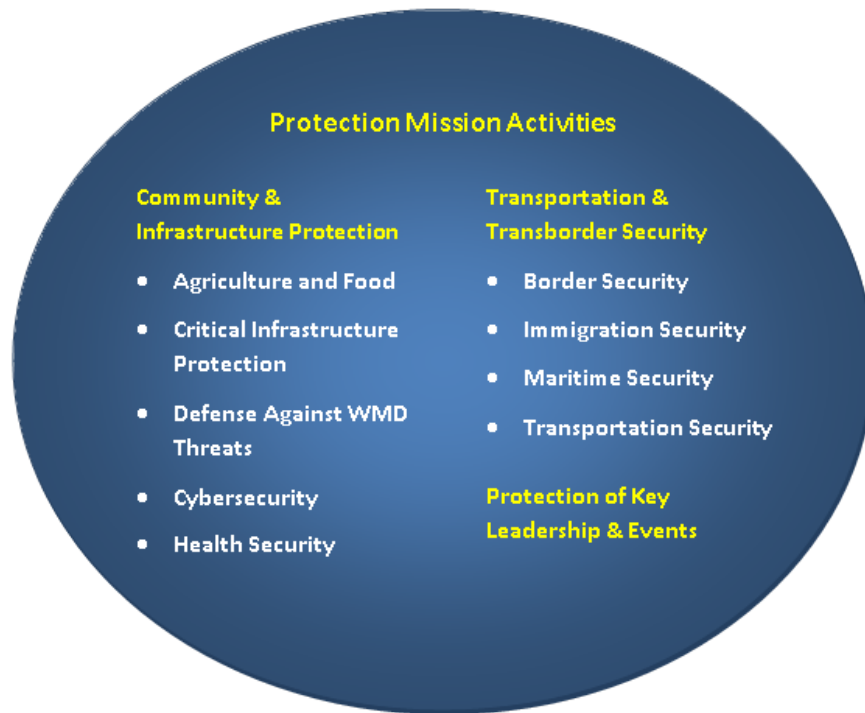 Protection Mission Activities
Community &
Infrastructure Protection
• Agriculture and Food
• Critical Infrastructure
Protection
• Defense Against WMD
Threats
• Cybersecurity
• Health Security
Transportation &
Transborder Security
• Border Security
• Immigration Security
• Maritime Security
• Transportation Security
Protection of Key
Leadership & Events